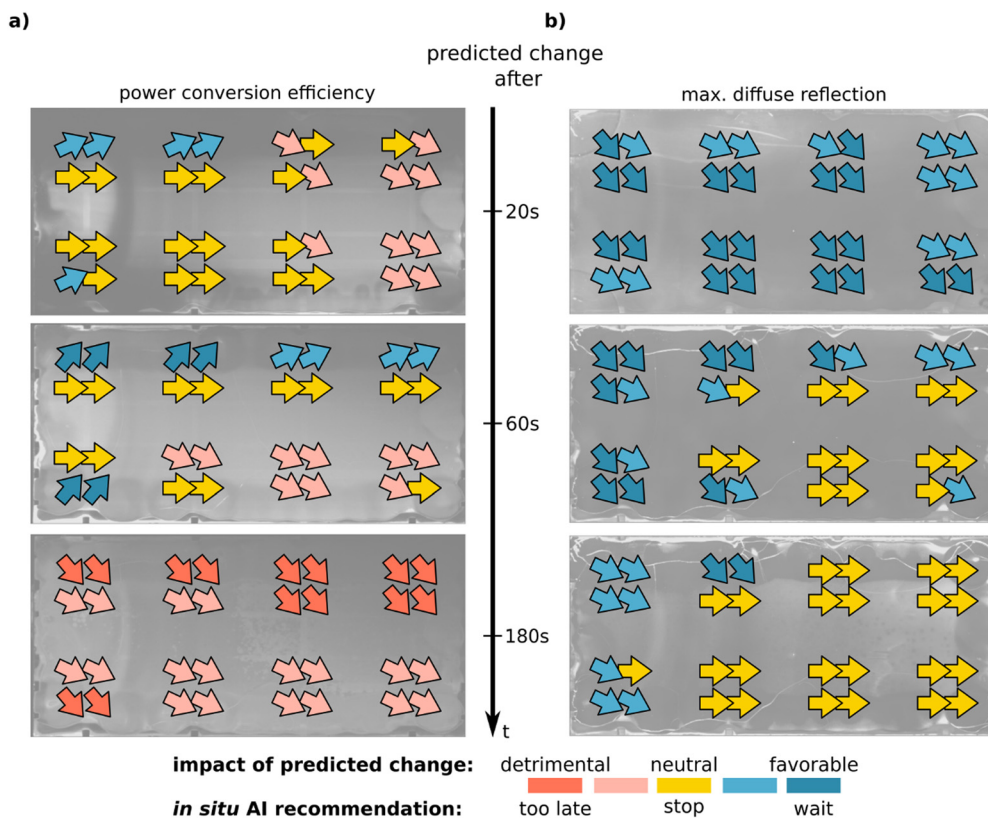 a)
b)
predicted change
after
power conversion efficiency
max. diffuse reflection
20s
60s
180s
t
impact of predicted change: detrimental neutral favorable
in situ AI recommendation: too late stop wait